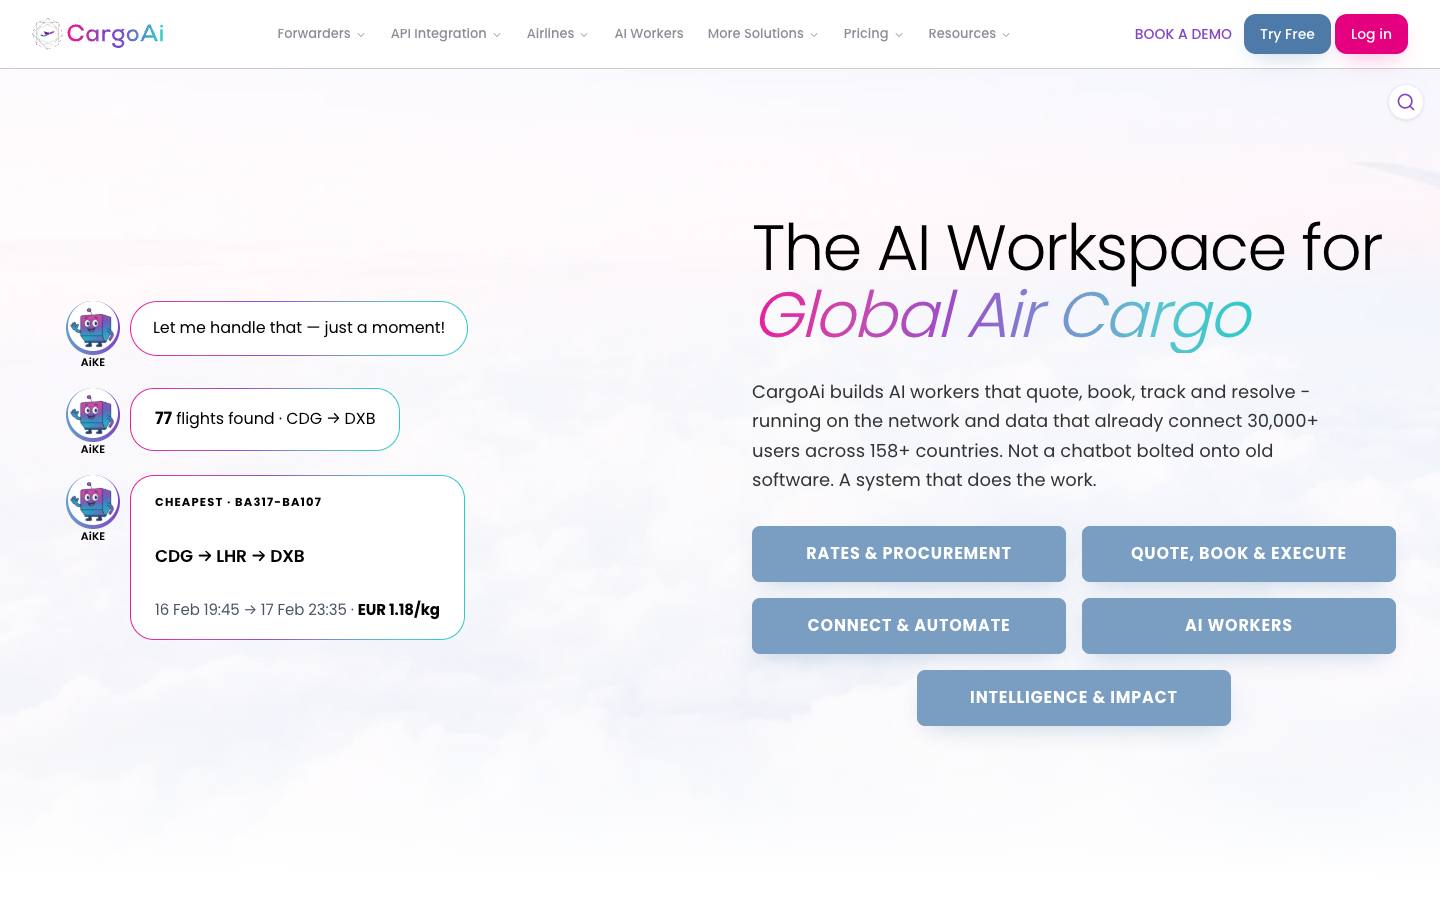 CargoAi
Forwarders
API Integration
Airlines
AI Workers
More Solutions
Pricing
Resources
BOOK A DEMO
Try Free
Log in
AiKE
Let me handle that — just a moment!
AiKE
77 flights found · CDG → DXB
AiKE
CHEAPEST · BA317-BA107
CDG → LHR → DXB
16 Feb 19:45 → 17 Feb 23:35 · EUR 1.18/kg
The AI Workspace for
Global Air Cargo
CargoAi builds AI workers that quote, book, track and resolve -
running on the network and data that already connect 30,000+
users across 158+ countries. Not a chatbot bolted onto old
software. A system that does the work.
RATES & PROCUREMENT
QUOTE, BOOK & EXECUTE
CONNECT & AUTOMATE
AI WORKERS
INTELLIGENCE & IMPACT